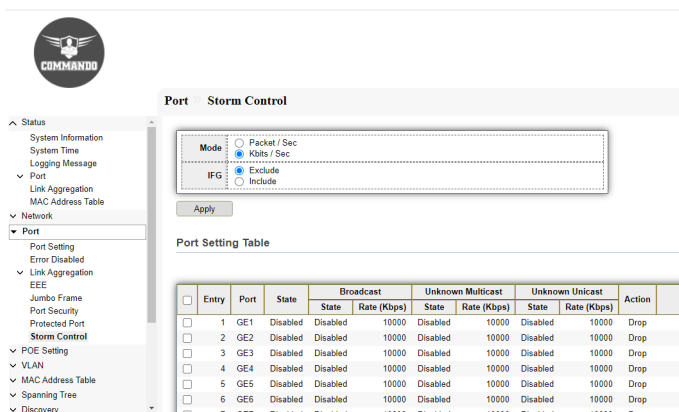 COMMANDO
Port Storm Control
Status
System Information
System Time
Logging Message
Port
Link Aggregation
MAC Address Table
Network
Port
Port Setting
Error Disabled
Link Aggregation
EEE
Jumbo Frame
Port Security
Protected Port
Storm Control
POE Setting
VLAN
MAC Address Table
Spanning Tree
Discovery
Mode
Packet / Sec
Kbits / Sec
IFG
Exclude
Include
Apply
Port Setting Table
Entry Port State Broadcast Unknown Multicast Unknown Unicast Action
State Rate (Kbps) State Rate (Kbps) State Rate (Kbps)
1 GE1 Disabled Disabled 10000 Disabled 10000 Disabled 10000 Drop
2 GE2 Disabled Disabled 10000 Disabled 10000 Disabled 10000 Drop
3 GE3 Disabled Disabled 10000 Disabled 10000 Disabled 10000 Drop
4 GE4 Disabled Disabled 10000 Disabled 10000 Disabled 10000 Drop
5 GE5 Disabled Disabled 10000 Disabled 10000 Disabled 10000 Drop
6 GE6 Disabled Disabled 10000 Disabled 10000 Disabled 10000 Drop